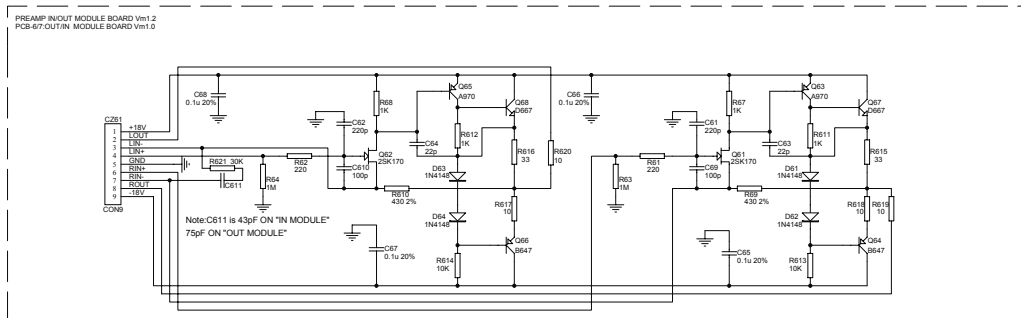 PREAMP IN/OUT MODULE BOARD Vm1.2
PCB-6/7:OUT/IN MODULE BOARD Vm1.0
CZ61
1 +18V
2 LOUT
3 LIN-
4 LIN+
5 GND
6 RIN+
7 RIN-
8 ROUT
9 -18V
CON9
C68
0.1u 20%
R621 30K
C611
R64
1M
R62
220
C62
220p
C610
100p
R68
1K
Q62
2SK170
Q65
A970
C64
22p
R612
1K
D63
1N4148
D64
1N4148
R610
430 2%
R614
10K
Q68
D667
R616
33
R620
10
R617
10
Q66
B647
C67
0.1u 20%
Note:C611 is 43pF ON "IN MODULE"
75pF ON "OUT MODULE"
C66
0.1u 20%
R63
1M
R61
220
C61
220p
C69
100p
R67
1K
Q61
2SK170
Q63
A970
C63
22p
R611
1K
D61
1N4148
D62
1N4148
R69
430 2%
R613
10K
Q67
D667
R615
33
R618
10
R619
10
Q64
B647
C65
0.1u 20%